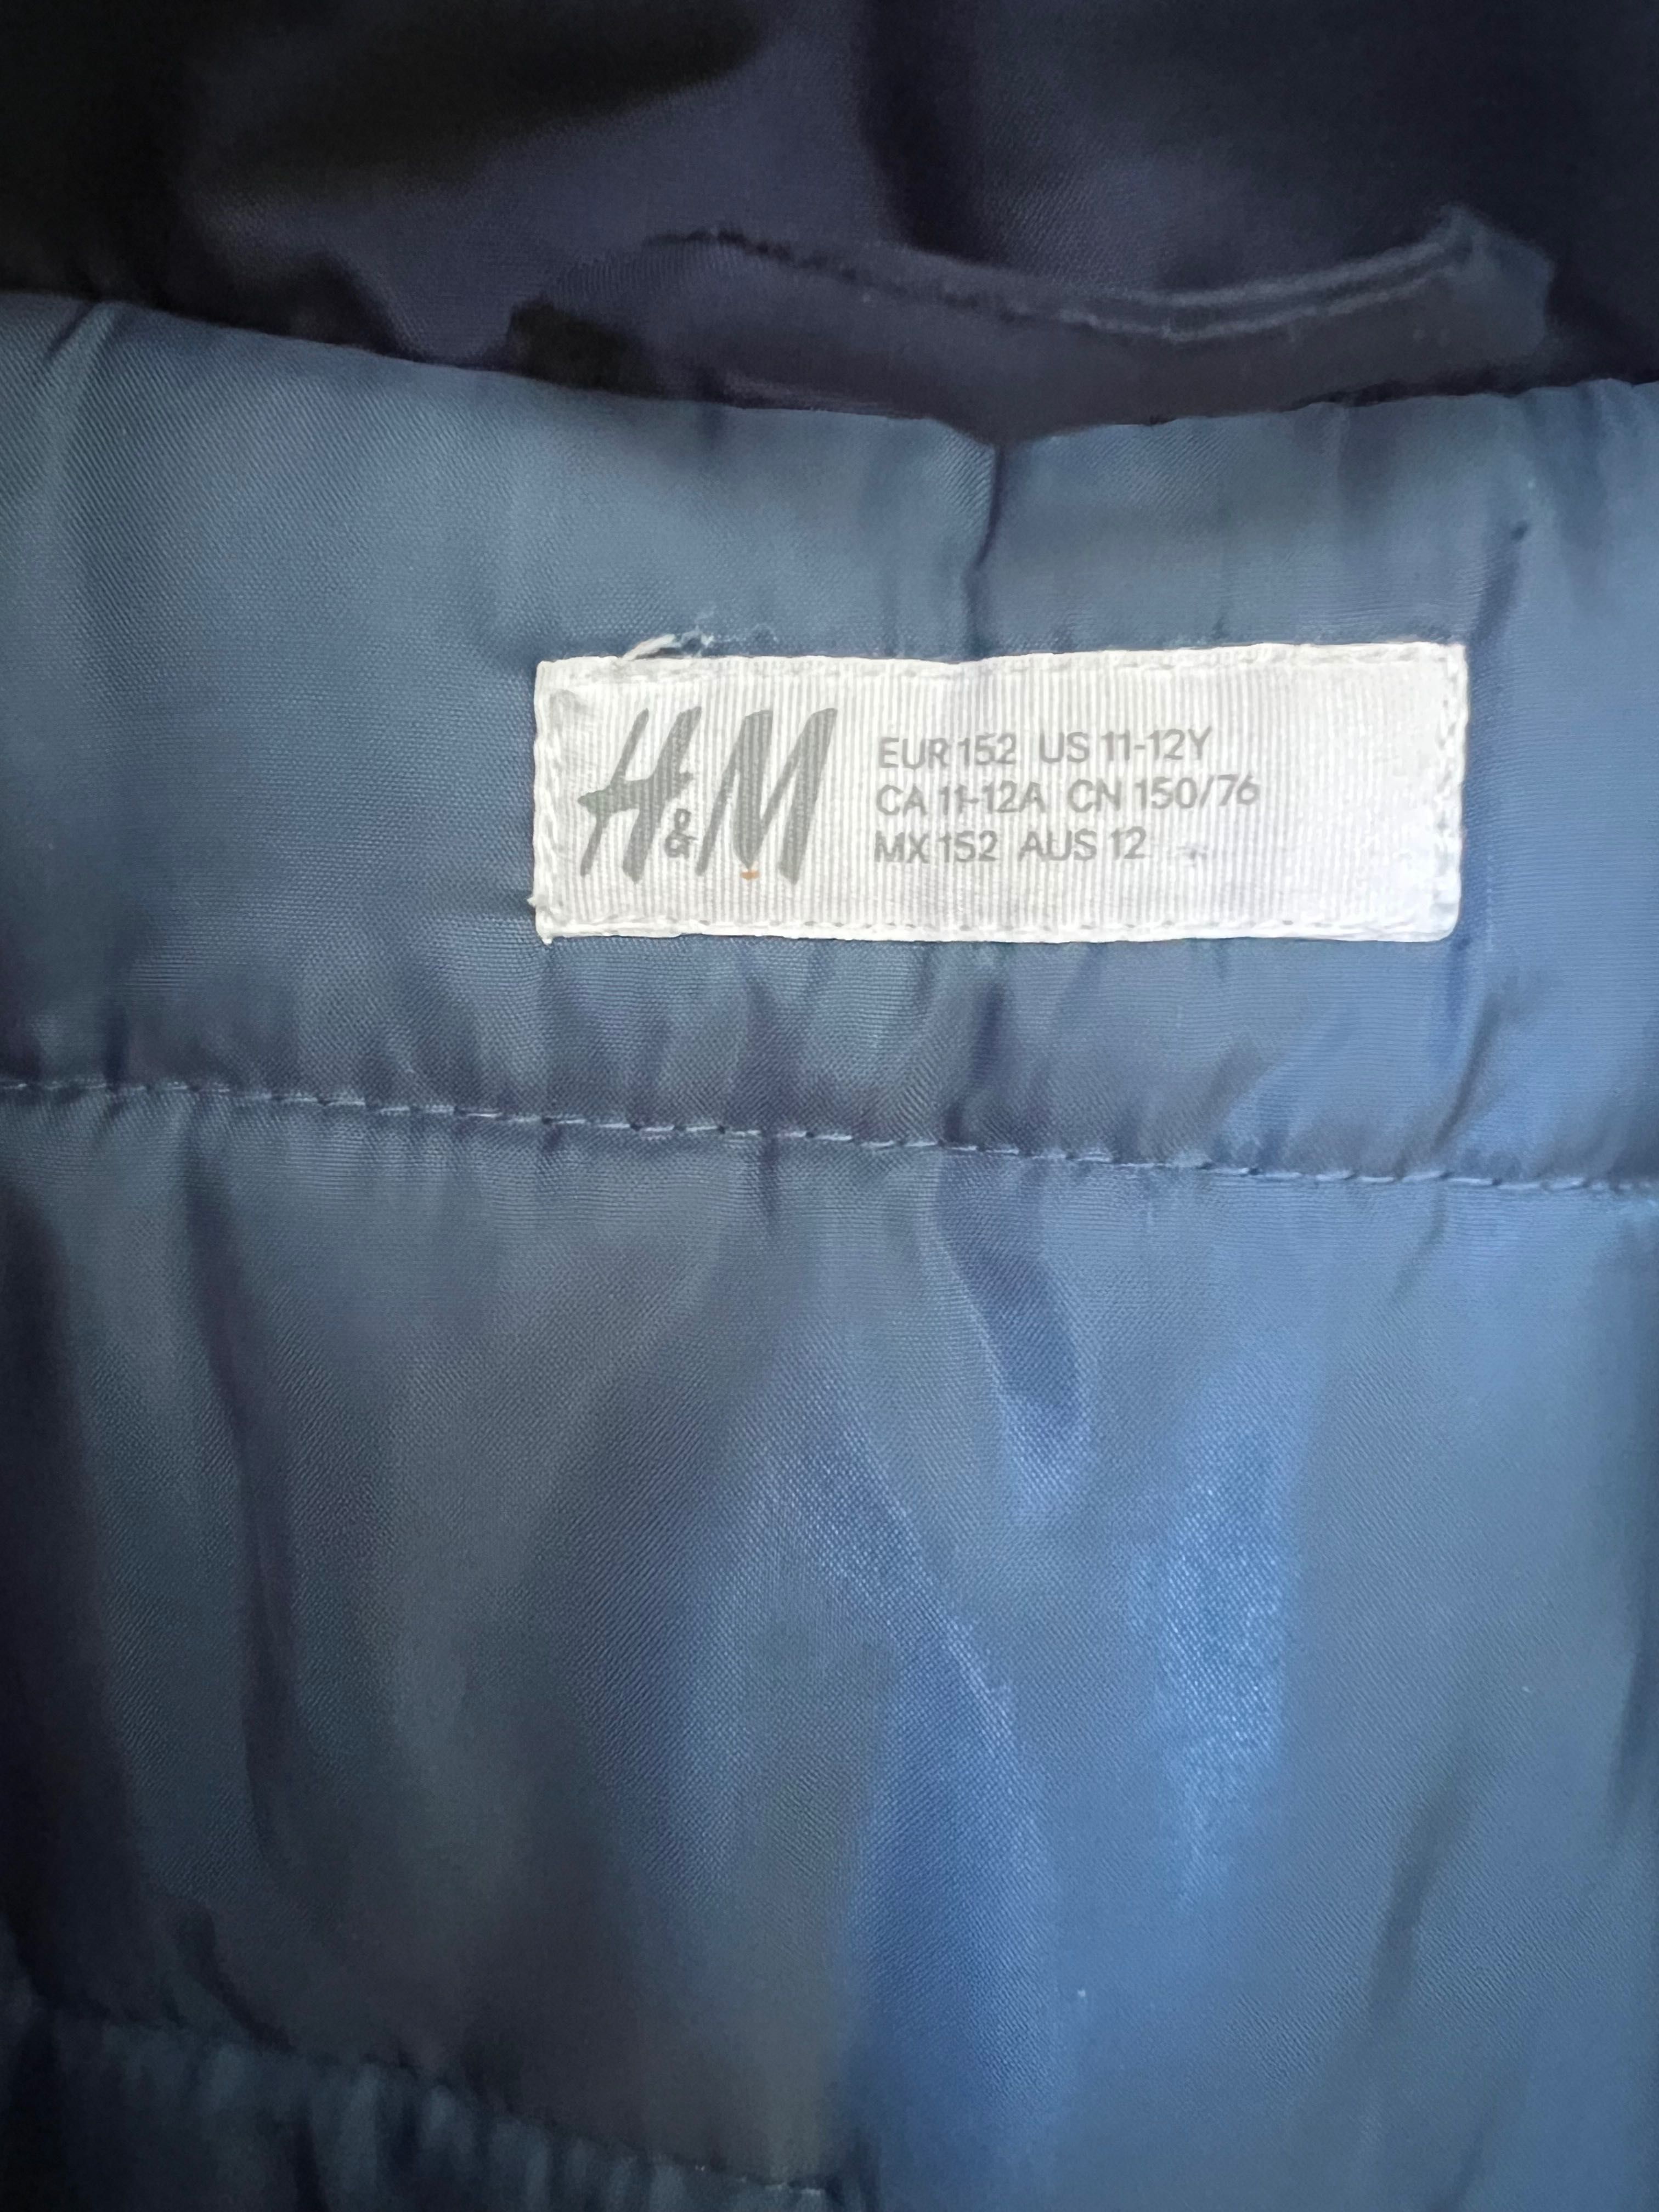 H&M
EUR 152 US 11-12Y
CA 11-12A CN 150/76
MX 152 AUS 12